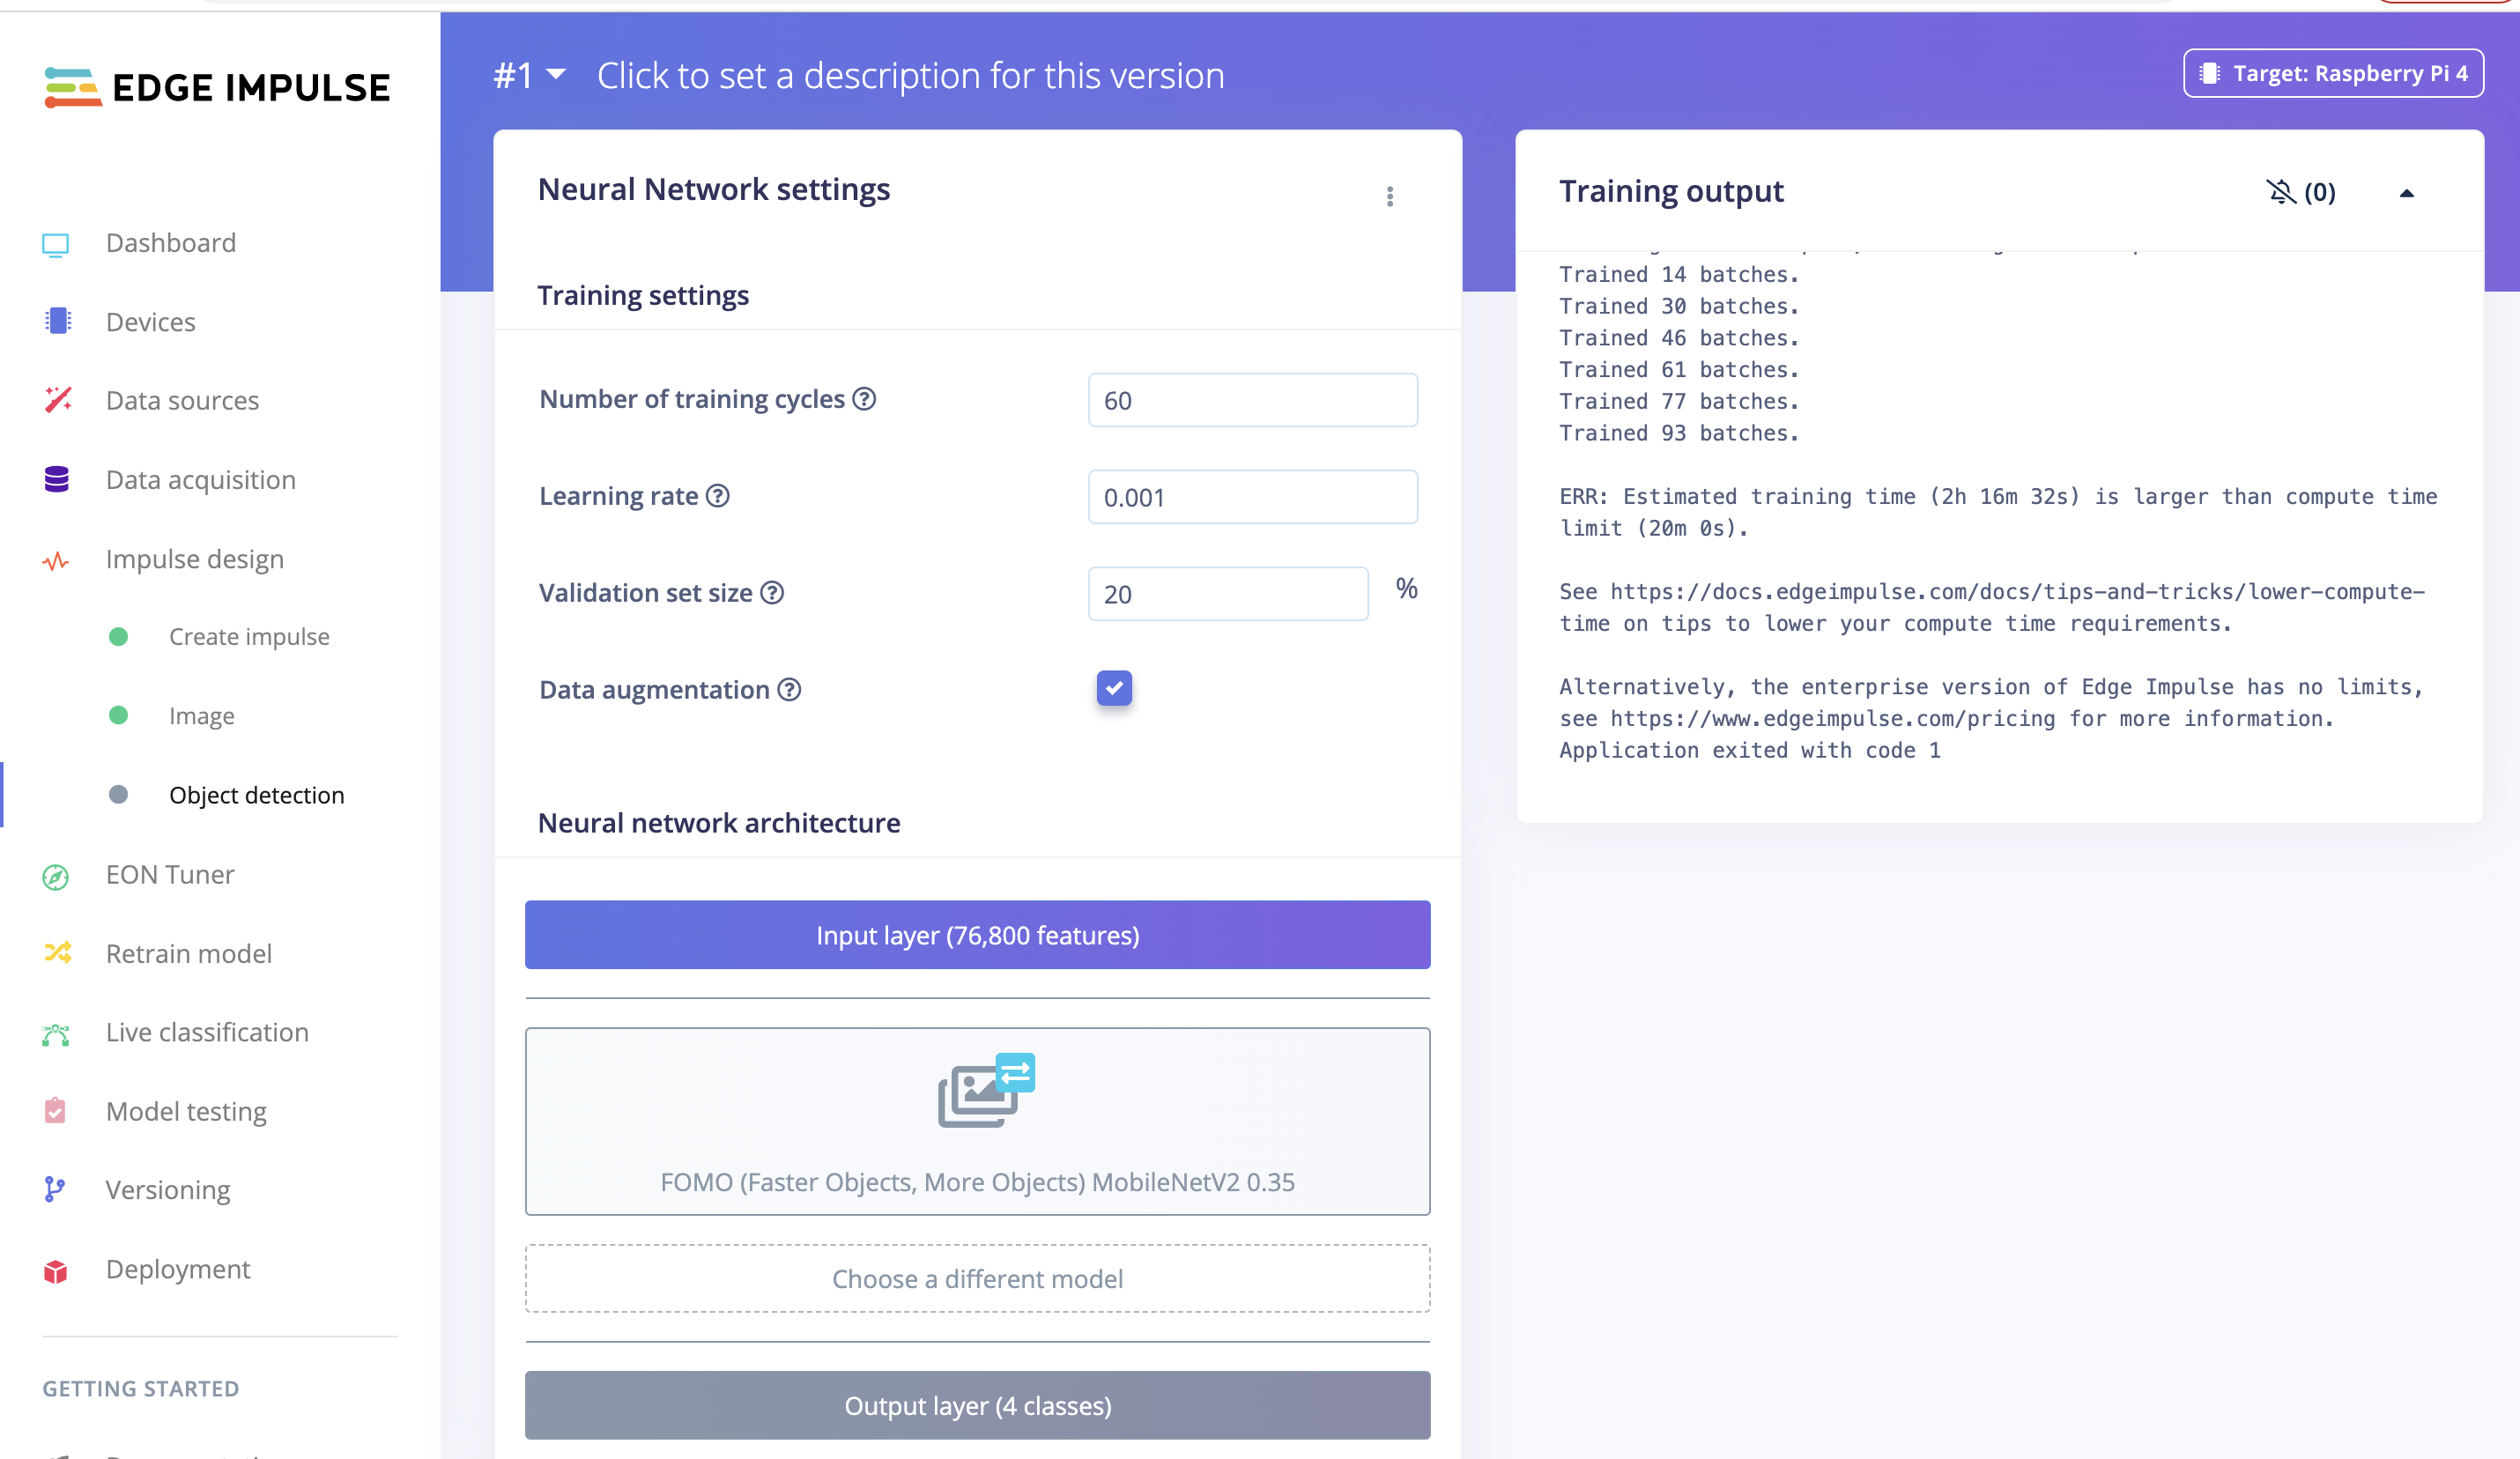 EDGE IMPULSE
Dashboard
Devices
Data sources
Data acquisition
Impulse design
Create impulse
Image
Object detection
EON Tuner
Retrain model
Live classification
Model testing
Versioning
Deployment
GETTING STARTED
#1
Click to set a description for this version
Target: Raspberry Pi 4
Neural Network settings
Training settings
Number of training cycles
60
Learning rate
0.001
Validation set size
20
%
Data augmentation
Neural network architecture
Input layer (76,800 features)
FOMO (Faster Objects, More Objects) MobileNetV2 0.35
Choose a different model
Output layer (4 classes)
Training output
(0)
Trained 14 batches.
Trained 30 batches.
Trained 46 batches.
Trained 61 batches.
Trained 77 batches.
Trained 93 batches.
ERR: Estimated training time (2h 16m 32s) is larger than compute time
limit (20m 0s).
See https://docs.edgeimpulse.com/docs/tips-and-tricks/lower-compute-
time on tips to lower your compute time requirements.
Alternatively, the enterprise version of Edge Impulse has no limits,
see https://www.edgeimpulse.com/pricing for more information.
Application exited with code 1